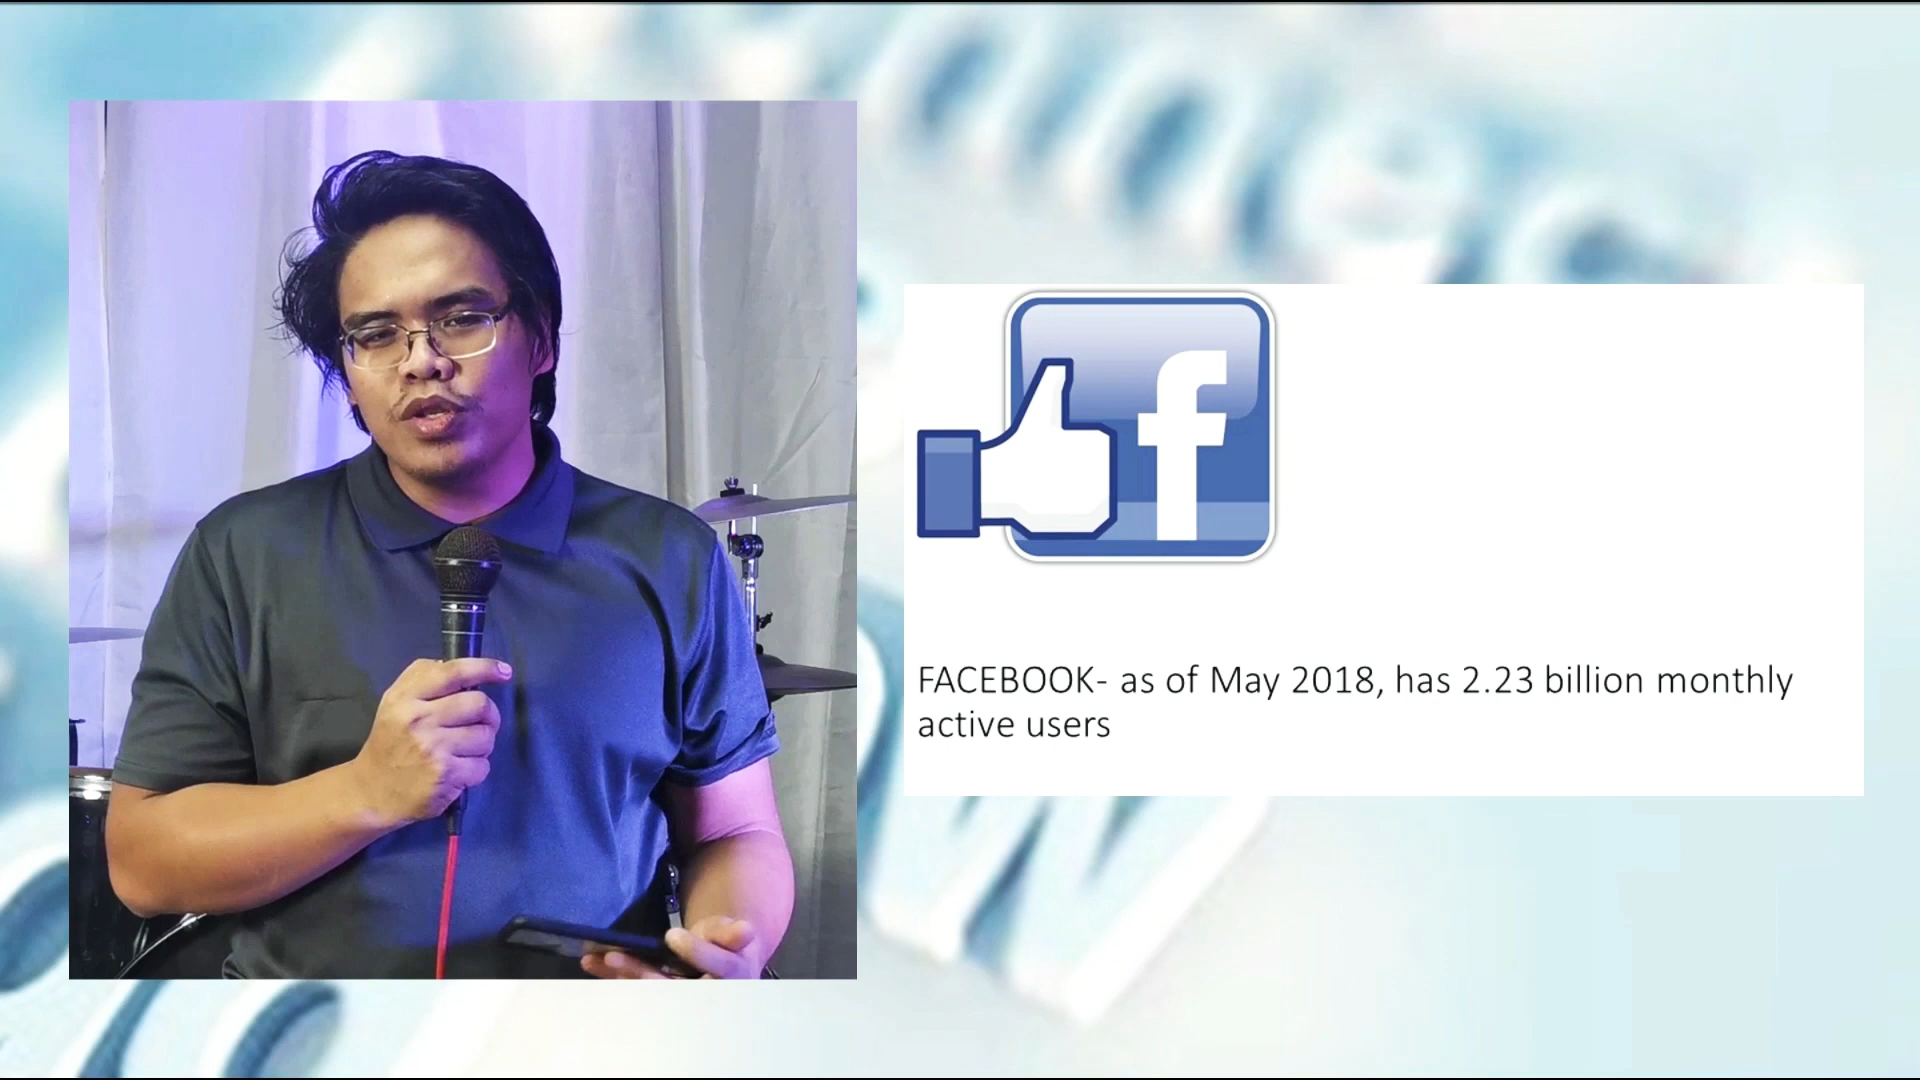 f
FACEBOOK- as of May 2018, has 2.23 billion monthly
active users